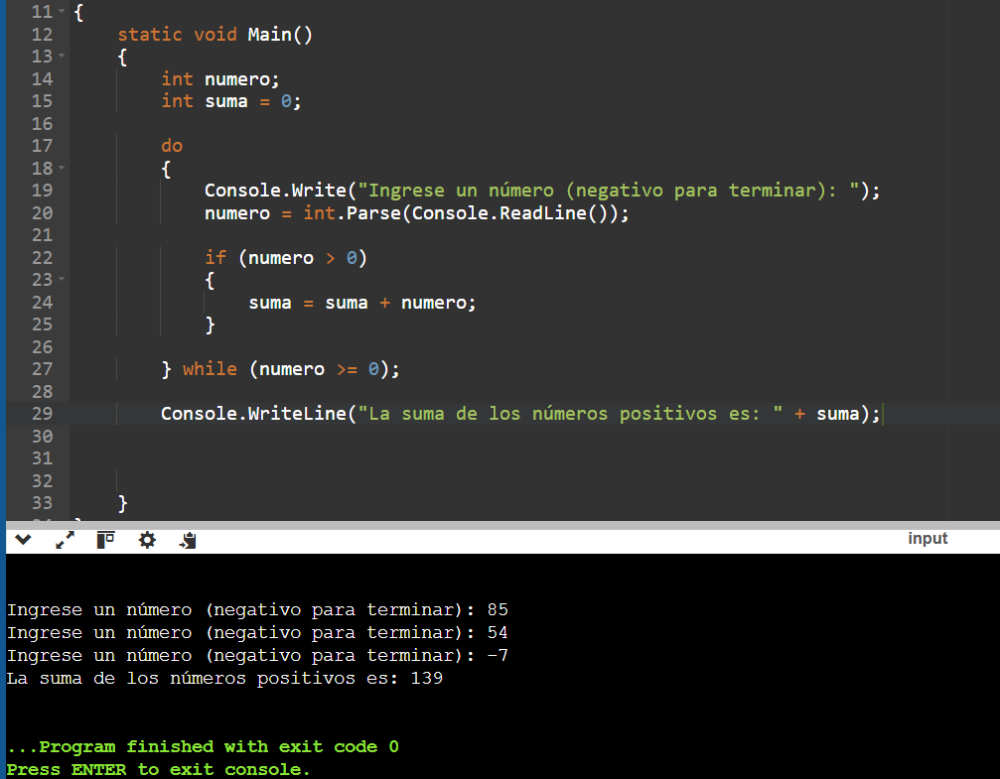 11 {
12 static void Main()
13 {
14 int numero;
15 int suma = 0;
16
17 do
18 {
19 Console.Write("Ingrese un número (negativo para terminar): ");
20 numero = int.Parse(Console.ReadLine());
21
22 if (numero > 0)
23 {
24 suma = suma + numero;
25 }
26
27 } while (numero >= 0);
28
29 Console.WriteLine("La suma de los números positivos es: " + suma);
30
31
32
33 }
input
Ingrese un número (negativo para terminar): 85
Ingrese un número (negativo para terminar): 54
Ingrese un número (negativo para terminar): -7
La suma de los números positivos es: 139
...Program finished with exit code 0
Press ENTER to exit console.